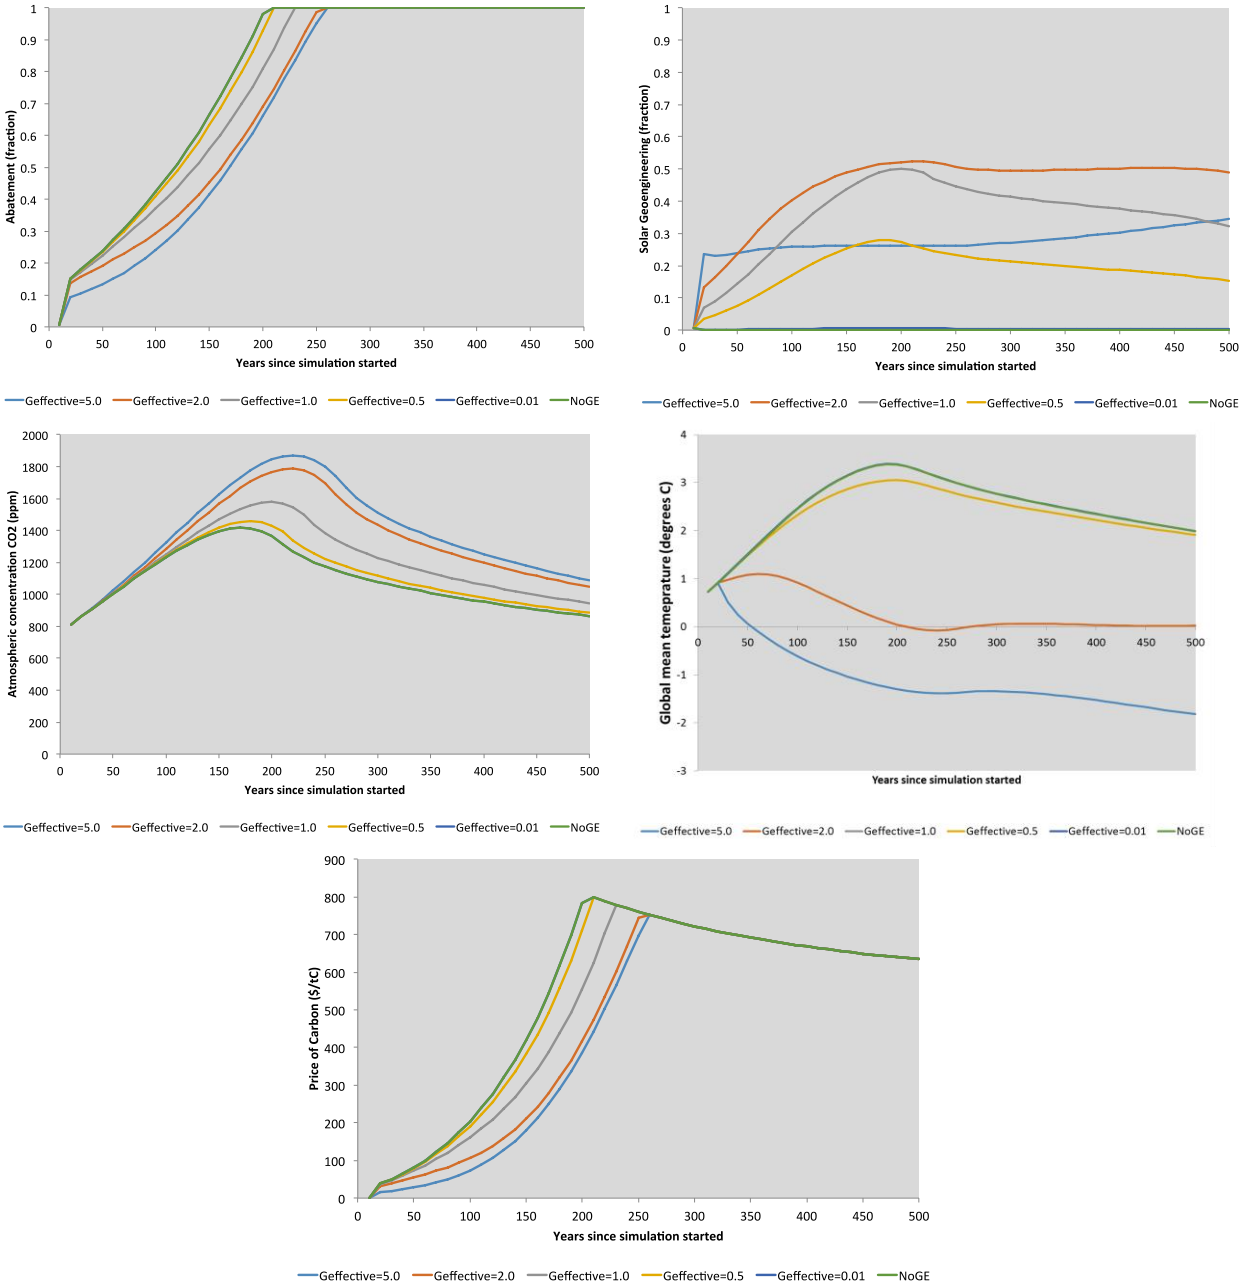 1
0.9
0.8
0.7
0.6
0.5
0.4
0.3
0.2
0.1
0
Abatement (fraction)
0 50 100 150 200 250 300 350 400 450 500
Years since simulation started
Geffective=5.0 Geffective=2.0 Geffective=1.0 Geffective=0.5 Geffective=0.01 NoGE
1
0.9
0.8
0.7
0.6
0.5
0.4
0.3
0.2
0.1
0
Solar Geoengineering (fraction)
0 50 100 150 200 250 300 350 400 450 500
Years since simulation started
Geffective=5.0 Geffective=2.0 Geffective=1.0 Geffective=0.5 Geffective=0.01 NoGE
2000
1800
1600
1400
1200
1000
800
600
400
200
0
Atmospheric concentration CO2 (ppm)
0 50 100 150 200 250 300 350 400 450 500
Years since simulation started
Geffective=5.0 Geffective=2.0 Geffective=1.0 Geffective=0.5 Geffective=0.01 NoGE
4
3
2
1
0
-1
-2
-3
Global mean temeprature (degrees C)
0 50 100 150 200 250 300 350 400 450 500
Years since simulation started
Geffective=5.0 Geffective=2.0 Geffective=1.0 Geffective=0.5 Geffective=0.01 NoGE
900
800
700
600
500
400
300
200
100
0
Price of Carbon ($/tC)
0 50 100 150 200 250 300 350 400 450 500
Years since simulation started
Geffective=5.0 Geffective=2.0 Geffective=1.0 Geffective=0.5 Geffective=0.01 NoGE